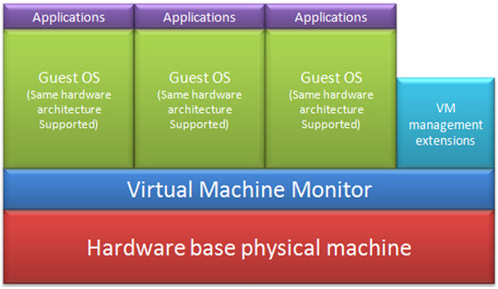 Applications
Applications
Applications
Guest OS
(Same hardware
architecture
Supported)
Guest OS
(Same hardware
architecture
Supported)
Guest OS
(Same hardware
architecture
Supported)
VM
management
extensions
Virtual Machine Monitor
Hardware base physical machine